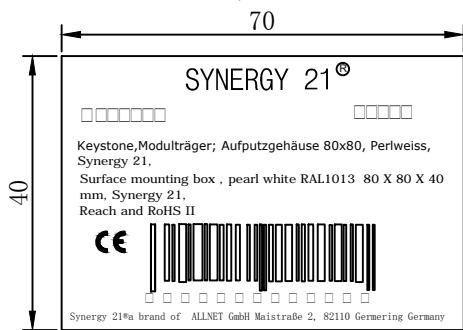 70
SYNERGY 21®
Keystone,Modulträger; Aufputzgehäuse 80x80, Perlweiss,
Synergy 21,
Surface mounting box , pearl white RAL1013 80 X 80 X 40
mm, Synergy 21,
Reach and RoHS II
40
CE
Synergy 21®a brand of ALLNET GmbH Maistraße 2, 82110 Germering Germany